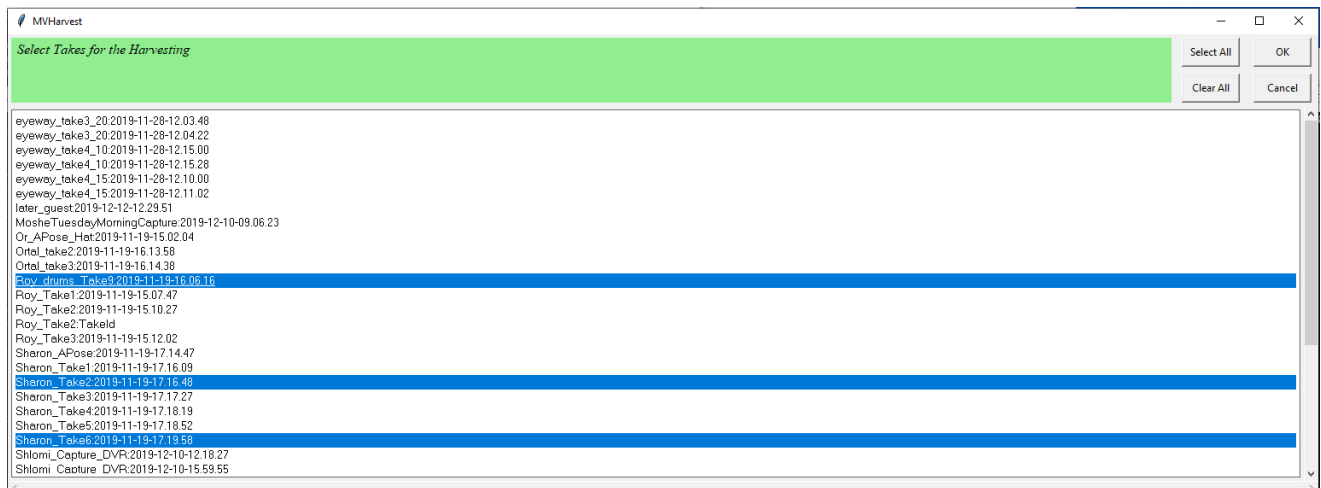 MVHarvest
Select Takes for the Harvesting
Select All
OK
Clear All
Cancel
eyeway_take3_20:2019-11-28-12.03.48
eyeway_take3_20:2019-11-28-12.04.22
eyeway_take4_10:2019-11-28-12.15.00
eyeway_take4_10:2019-11-28-12.15.28
eyeway_take4_15:2019-11-28-12.10.00
eyeway_take4_15:2019-11-28-12.11.02
later_guest:2019-12-12-12.29.51
MosheTuesdayMorningCapture:2019-12-10-09.06.23
Or_APose_Hat:2019-11-19-15.02.04
Ortal_take2:2019-11-19-16.13.58
Ortal_take3:2019-11-19-16.14.38
Roy_drums_Take9:2019-11-19-16.06.16
Roy_Take1:2019-11-19-15.07.47
Roy_Take2:2019-11-19-15.10.27
Roy_Take2:TakeId
Roy_Take3:2019-11-19-15.12.02
Sharon_APose:2019-11-19-17.14.47
Sharon_Take1:2019-11-19-17.16.09
Sharon_Take2:2019-11-19-17.16.48
Sharon_Take3:2019-11-19-17.17.27
Sharon_Take4:2019-11-19-17.18.19
Sharon_Take5:2019-11-19-17.18.52
Sharon_Take6:2019-11-19-17.19.58
Shlomi_Capture_DVR:2019-12-10-12.18.27
Shlomi_Capture_DVR:2019-12-10-15.59.55